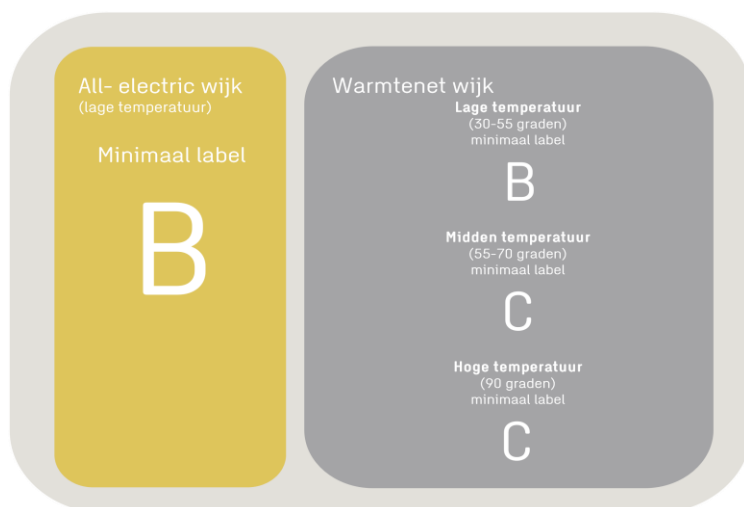 All- electric wijk
(lage temperatuur)
Minimaal label
B
Warmtenet wijk
Lage temperatuur
(30-55 graden)
minimaal label
B
Midden temperatuur
(55-70 graden)
minimaal label
C
Hoge temperatuur
(90 graden)
minimaal label
C